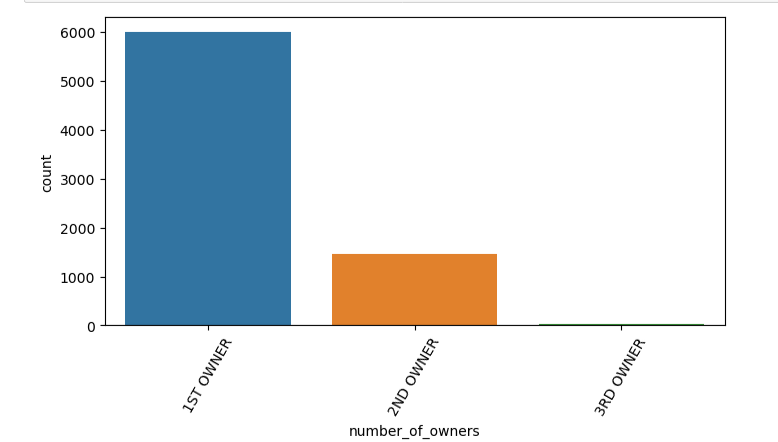 6000
5000
4000
3000
2000
1000
0
count
1ST OWNER
2ND OWNER
3RD OWNER
number_of_owners